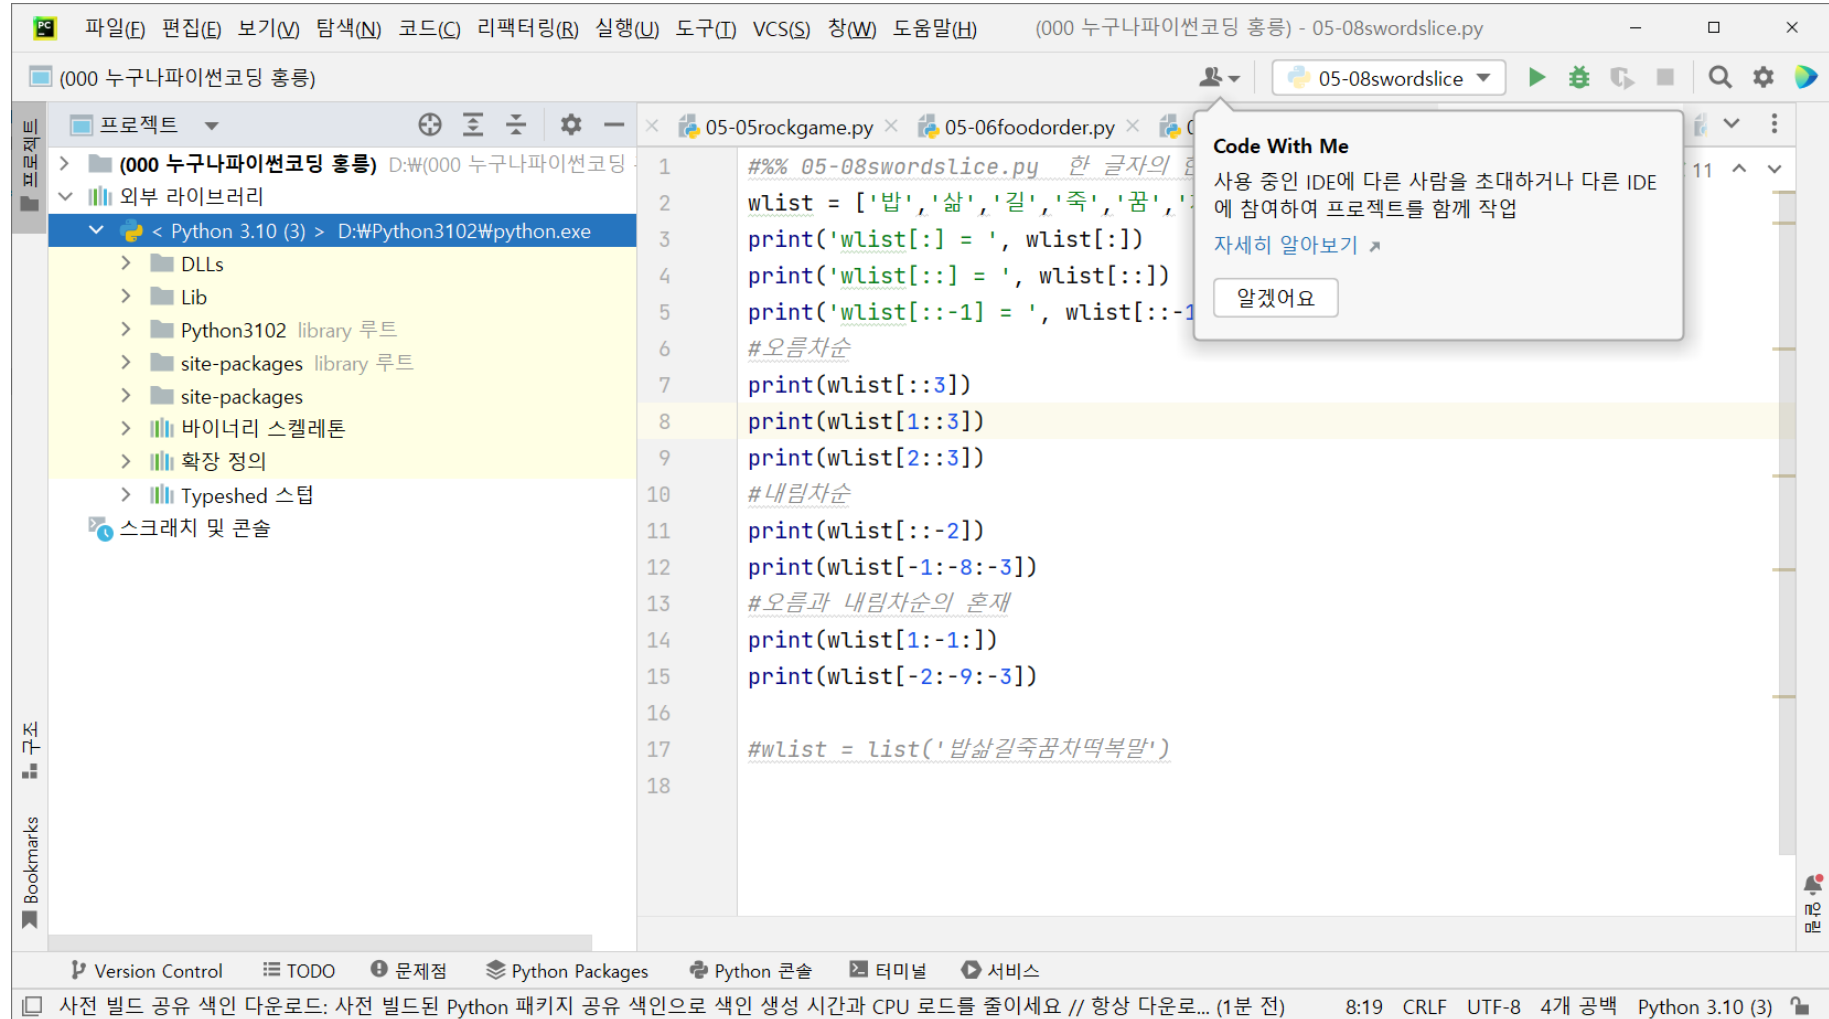 PC 파일(F) 편집(E) 보기(V) 탐색(N) 코드(C) 리팩터링(R) 실행(U) 도구(T) VCS(S) 창(W) 도움말(H) (000 누구나파이썬코딩 홍릉) - 05-08swordslice.py
(000 누구나파이썬코딩 홍릉) 05-08swordslice
프로젝트
프로젝트
(000 누구나파이썬코딩 홍릉) D:₩(000 누구나파이썬코딩
외부 라이브러리
< Python 3.10 (3) > D:₩Python3102₩python.exe
DLLs
Lib
Python3102 library 루트
site-packages library 루트
site-packages
바이너리 스켈레톤
확장 정의
Typeshed 스텁
스크래치 및 콘솔
구조
Bookmarks
05-05rockgame.py 05-06foodorder.py
11
1 #%% 05-08swordslice.py 한 글자의
2 wlist = ['밥','삶','길','죽','꿈','
3 print('wlist[:] = ', wlist[:])
4 print('wlist[::] = ', wlist[::])
5 print('wlist[::-1] = ', wlist[::-1
6 #오름차순
7 print(wlist[::3])
8 print(wlist[1::3])
9 print(wlist[2::3])
10 #내림차순
11 print(wlist[::-2])
12 print(wlist[-1:-8:-3])
13 #오름과 내림차순의 혼재
14 print(wlist[1:-1:])
15 print(wlist[-2:-9:-3])
16
17 #wlist = list('밥삶길죽꿈차떡복말')
18
Code With Me
사용 중인 IDE에 다른 사람을 초대하거나 다른 IDE
에 참여하여 프로젝트를 함께 작업
자세히 알아보기
알겠어요
알림
Version Control TODO 문제점 Python Packages Python 콘솔 터미널 서비스
사전 빌드 공유 색인 다운로드: 사전 빌드된 Python 패키지 공유 색인으로 색인 생성 시간과 CPU 로드를 줄이세요 // 항상 다운로... (1분 전) 8:19 CRLF UTF-8 4개 공백 Python 3.10 (3)